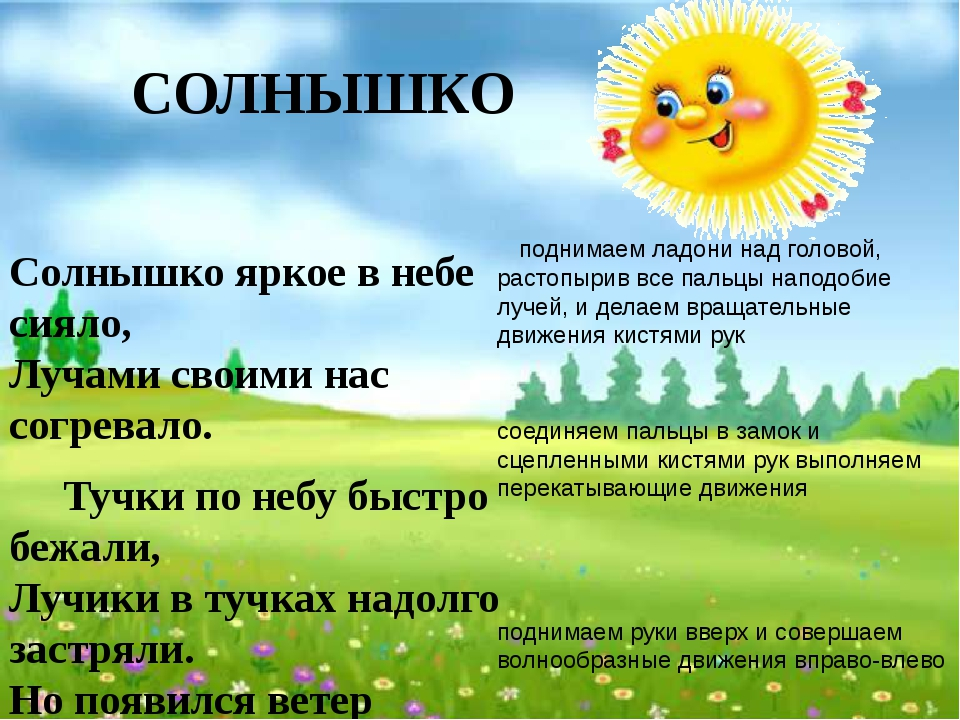 СОЛНЫШКО
Солнышко яркое в небе
сияло,
Лучами своими нас
согревало.
Тучки по небу быстро
бежали,
Лучики в тучках надолго
застряли.
Но появился ветер
поднимаем ладони над головой,
растопырив все пальцы наподобие
лучей, и делаем вращательные
движения кистями рук
соединяем пальцы в замок и
сцепленными кистями рук выполняем
перекатывающие движения
поднимаем руки вверх и совершаем
волнообразные движения вправо-влево